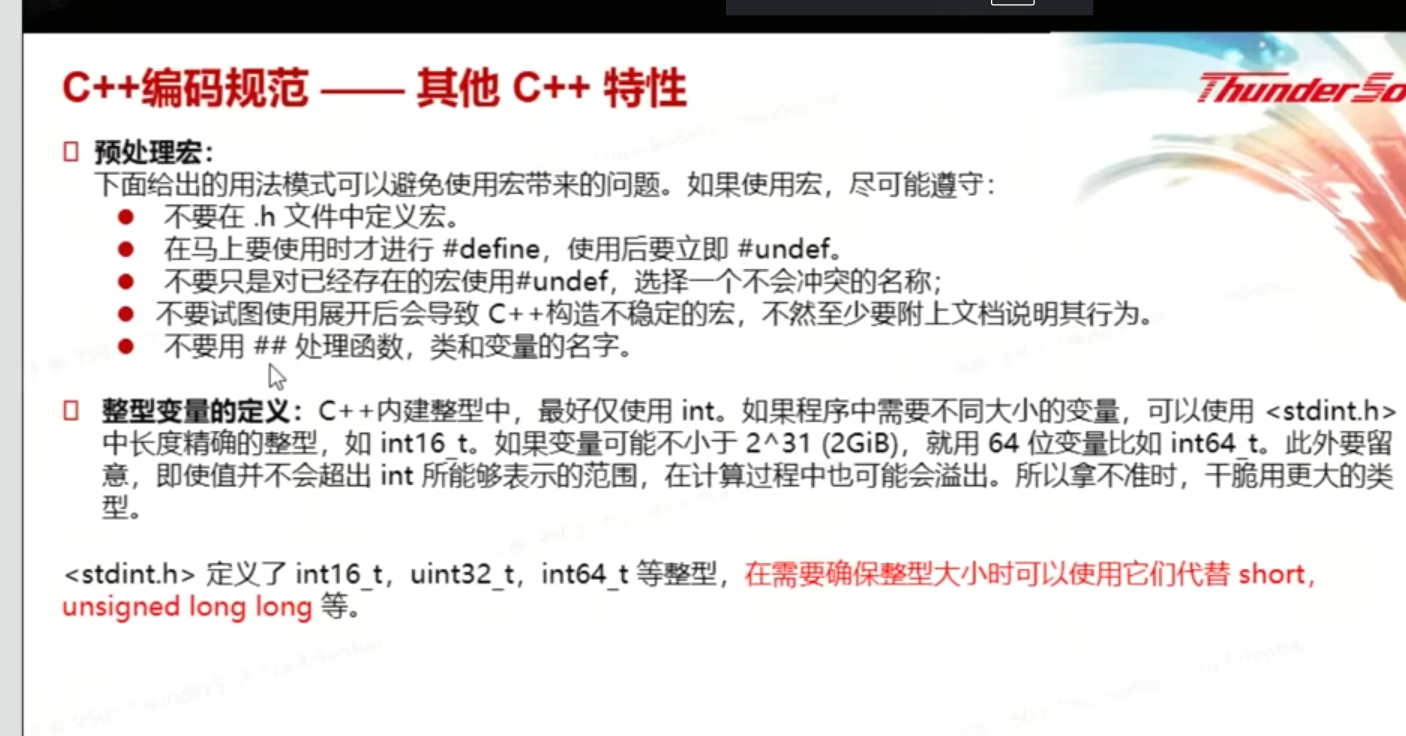 C++编码规范 —— 其他 C++ 特性
ThunderSo
预处理宏：
下面给出的用法模式可以避免使用宏带来的问题。如果使用宏，尽可能遵守：
● 不要在 .h 文件中定义宏。
● 在马上要使用时才进行 #define，使用后要立即 #undef。
● 不要只是对已经存在的宏使用#undef，选择一个不会冲突的名称；
● 不要试图使用展开后会导致 C++构造不稳定的宏，不然至少要附上文档说明其行为。
● 不要用 ## 处理函数，类和变量的名字。
整型变量的定义：C++内建整型中，最好仅使用 int。如果程序中需要不同大小的变量，可以使用 <stdint.h>
中长度精确的整型，如 int16_t。如果变量可能不小于 2^31 (2GiB)，就用 64 位变量比如 int64_t。此外要留
意，即使值并不会超出 int 所能够表示的范围，在计算过程中也可能会溢出。所以拿不准时，干脆用更大的类
型。
<stdint.h> 定义了 int16_t，uint32_t，int64_t 等整型，在需要确保整型大小时可以使用它们代替 short，
unsigned long long 等。